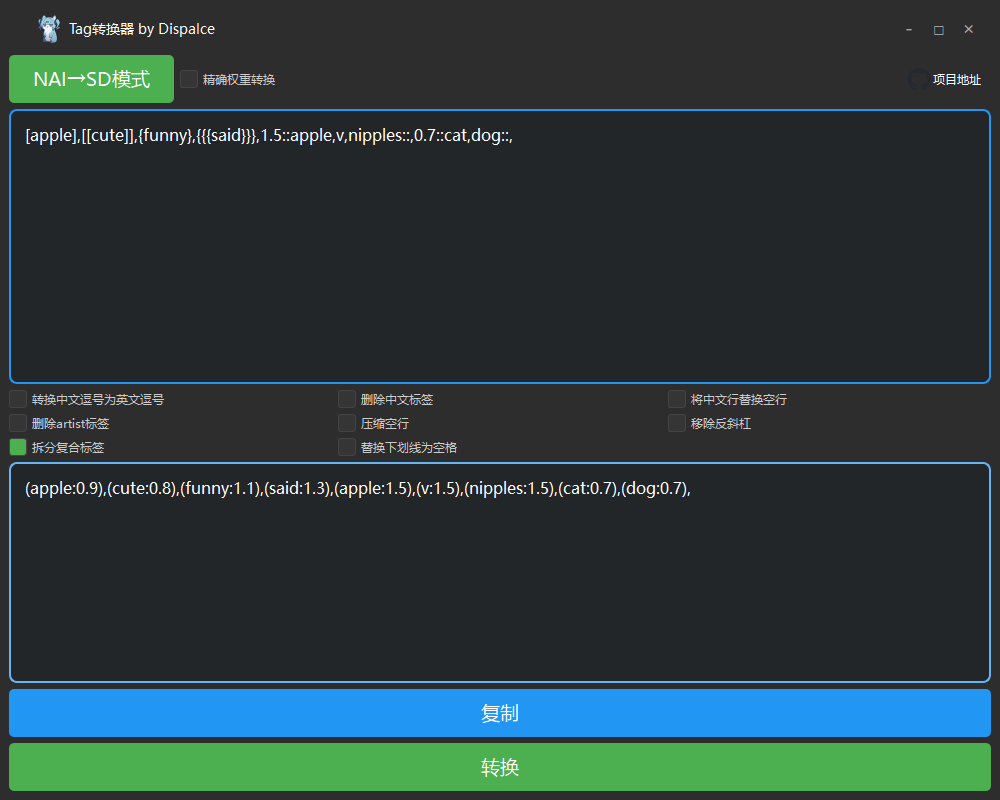 Tag转换器 by Dispalce
NAI→SD模式
精确权重转换
项目地址
[apple],[[cute]],{funny},{{{said}}},1.5::apple,v,nipples::,0.7::cat,dog::,
转换中文逗号为英文逗号
删除中文标签
将中文行替换空行
删除artist标签
压缩空行
移除反斜杠
拆分复合标签
替换下划线为空格
(apple:0.9),(cute:0.8),(funny:1.1),(said:1.3),(apple:1.5),(v:1.5),(nipples:1.5),(cat:0.7),(dog:0.7),
复制
转换